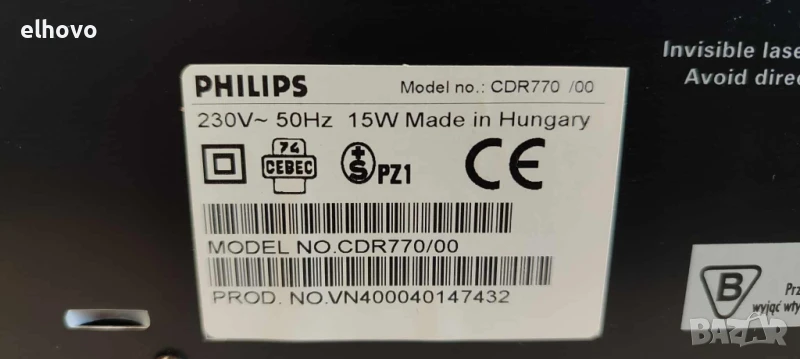 elhovo
Invisible lase
Avoid direc
PHILIPS Model no.: CDR770 /00
230V~ 50Hz 15W Made in Hungary
74
CEBEC
+S PZ1 CE
MODEL NO.CDR770/00
PROD. NO.VN400040147432
B
Prz
wyjąć wty
BAZAR